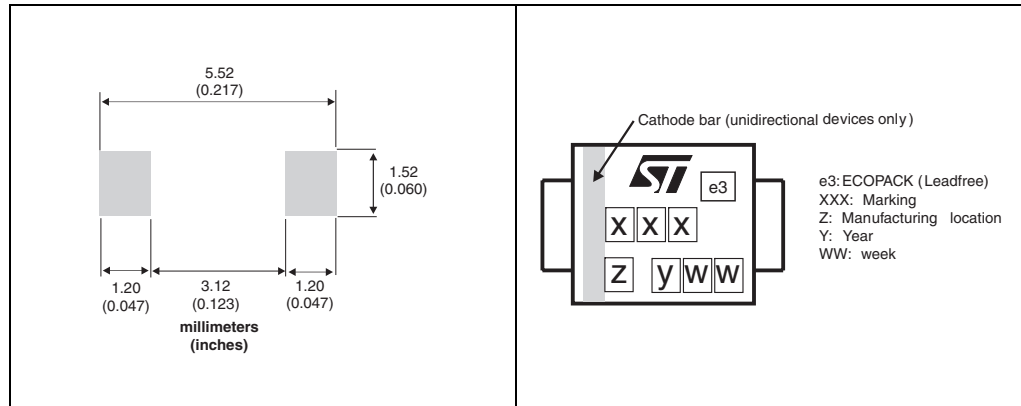 5.52
(0.217)
1.52
(0.060)
1.20
(0.047)
3.12
(0.123)
1.20
(0.047)
millimeters
(inches)
Cathode bar (unidirectional devices only)
ST
e3
x x x
z y w w
e3: ECOPACK (Leadfree)
XXX: Marking
Z: Manufacturing location
Y: Year
WW: week